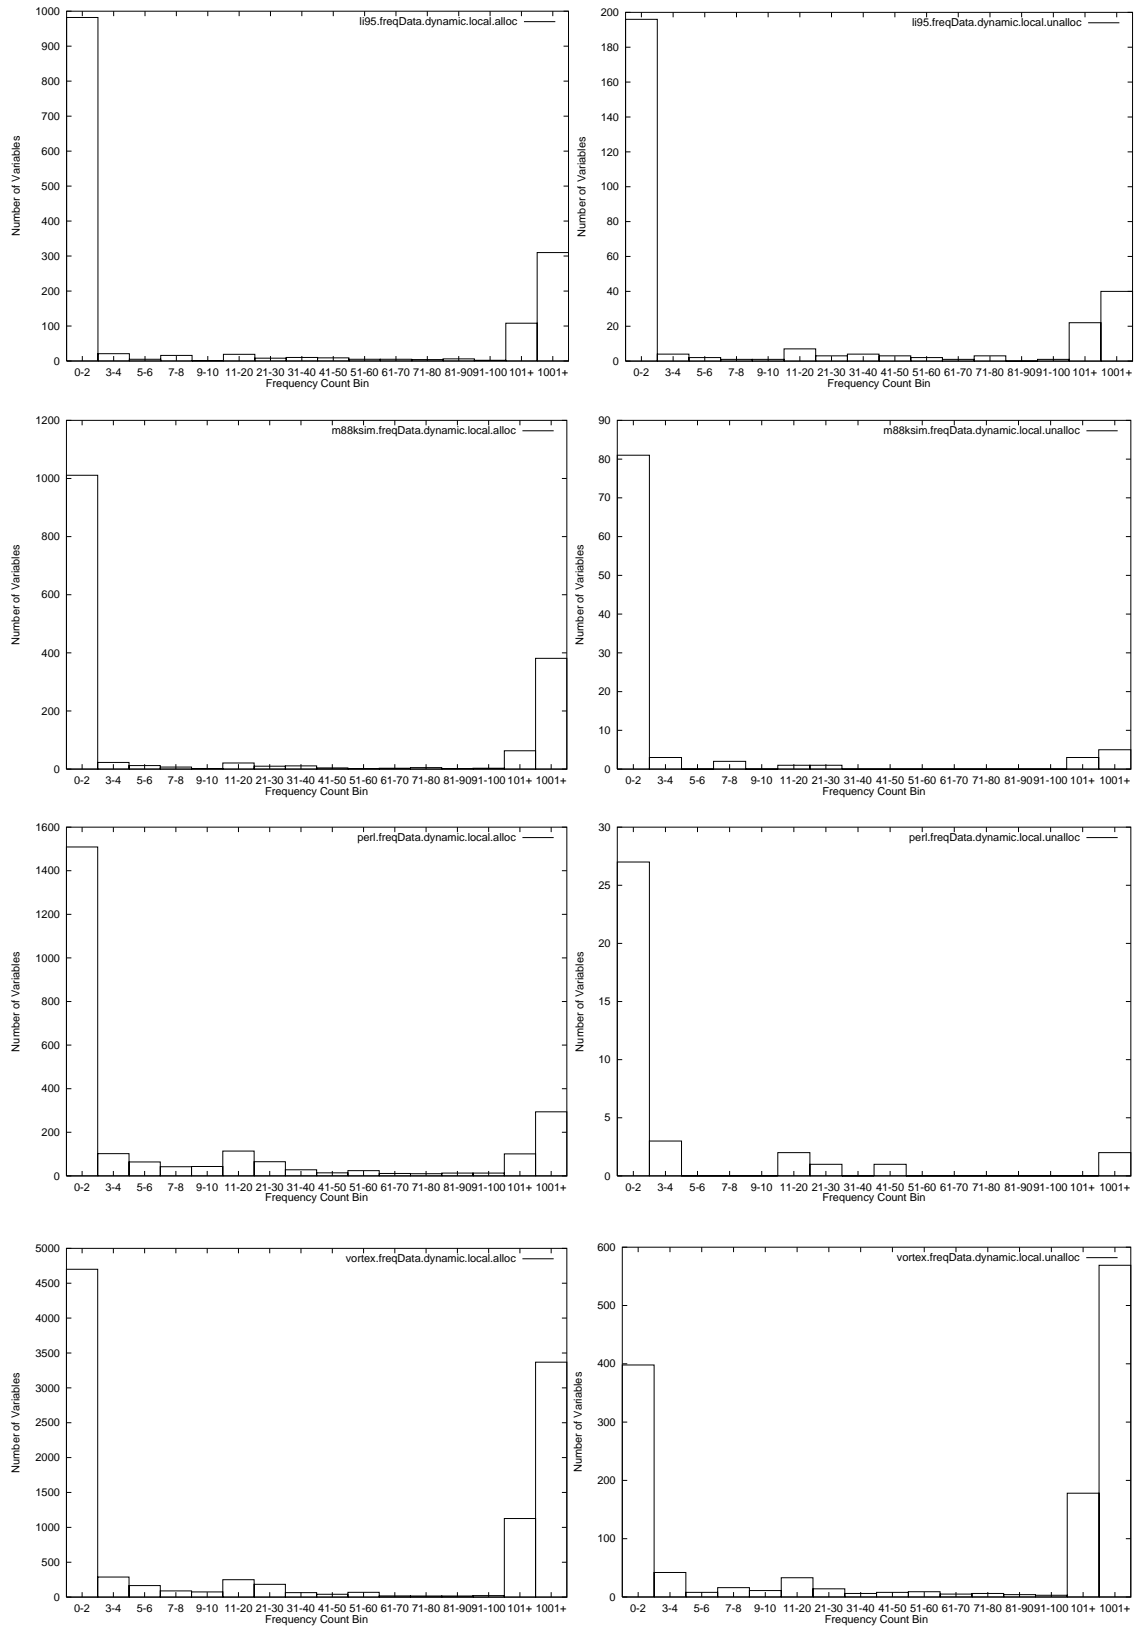 li95.freqData.dynamic.local.alloc
Number of Variables
1000
900
800
700
600
500
400
300
200
100
0
0-2 3-4 5-6 7-8 9-10 11-20 21-30 31-40 41-50 51-60 61-70 71-80 81-90 91-100 101+ 1001+
Frequency Count Bin
li95.freqData.dynamic.local.unalloc
Number of Variables
200
180
160
140
120
100
80
60
40
20
0
0-2 3-4 5-6 7-8 9-10 11-20 21-30 31-40 41-50 51-60 61-70 71-80 81-90 91-100 101+ 1001+
Frequency Count Bin
m88ksim.freqData.dynamic.local.alloc
Number of Variables
1200
1000
800
600
400
200
0
0-2 3-4 5-6 7-8 9-10 11-20 21-30 31-40 41-50 51-60 61-70 71-80 81-90 91-100 101+ 1001+
Frequency Count Bin
m88ksim.freqData.dynamic.local.unalloc
Number of Variables
90
80
70
60
50
40
30
20
10
0
0-2 3-4 5-6 7-8 9-10 11-20 21-30 31-40 41-50 51-60 61-70 71-80 81-90 91-100 101+ 1001+
Frequency Count Bin
perl.freqData.dynamic.local.alloc
Number of Variables
1600
1400
1200
1000
800
600
400
200
0
0-2 3-4 5-6 7-8 9-10 11-20 21-30 31-40 41-50 51-60 61-70 71-80 81-90 91-100 101+ 1001+
Frequency Count Bin
perl.freqData.dynamic.local.unalloc
Number of Variables
30
25
20
15
10
5
0
0-2 3-4 5-6 7-8 9-10 11-20 21-30 31-40 41-50 51-60 61-70 71-80 81-90 91-100 101+ 1001+
Frequency Count Bin
vortex.freqData.dynamic.local.alloc
Number of Variables
5000
4500
4000
3500
3000
2500
2000
1500
1000
500
0
0-2 3-4 5-6 7-8 9-10 11-20 21-30 31-40 41-50 51-60 61-70 71-80 81-90 91-100 101+ 1001+
Frequency Count Bin
vortex.freqData.dynamic.local.unalloc
Number of Variables
600
500
400
300
200
100
0
0-2 3-4 5-6 7-8 9-10 11-20 21-30 31-40 41-50 51-60 61-70 71-80 81-90 91-100 101+ 1001+
Frequency Count Bin